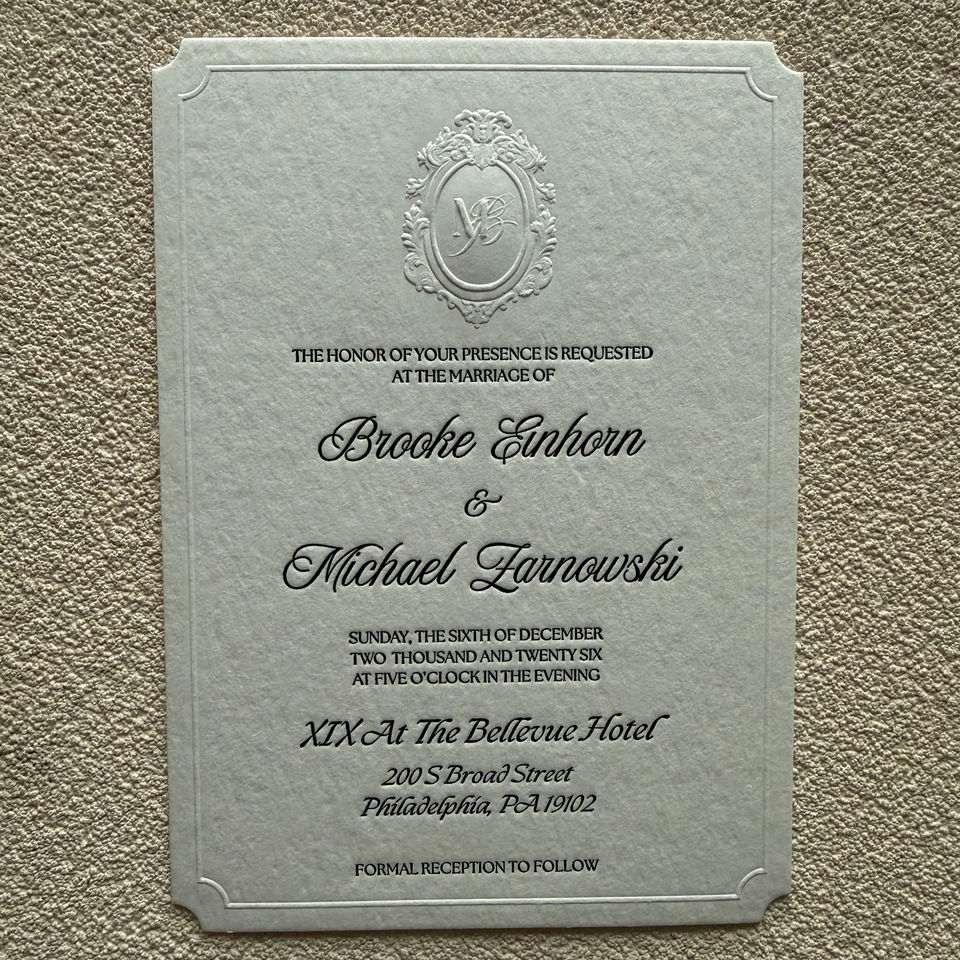 MB
THE HONOR OF YOUR PRESENCE IS REQUESTED
AT THE MARRIAGE OF
Brooke Einhorn
&
Michael Zarnowski
SUNDAY, THE SIXTH OF DECEMBER
TWO THOUSAND AND TWENTY SIX
AT FIVE O'CLOCK IN THE EVENING
XIX At The Bellevue Hotel
200 S Broad Street
Philadelphia, PA 19102
FORMAL RECEPTION TO FOLLOW